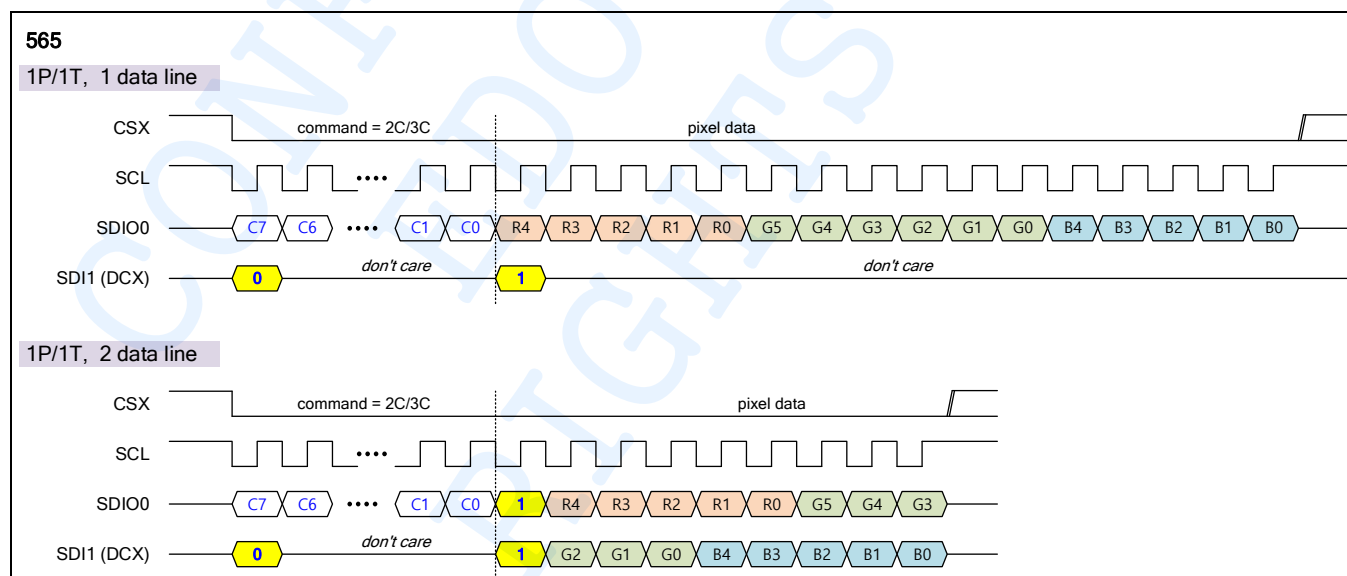 565
1P/1T, 1 data line
CSX command = 2C/3C pixel data
SCL ••••
SDIO0 C7 C6 •••• C1 C0 R4 R3 R2 R1 R0 G5 G4 G3 G2 G1 G0 B4 B3 B2 B1 B0
SDI1 (DCX) 0 don't care 1 don't care
1P/1T, 2 data line
CSX command = 2C/3C pixel data
SCL ••••
SDIO0 C7 C6 •••• C1 C0 1 R4 R3 R2 R1 R0 G5 G4 G3
SDI1 (DCX) 0 don't care 1 G2 G1 G0 B4 B3 B2 B1 B0